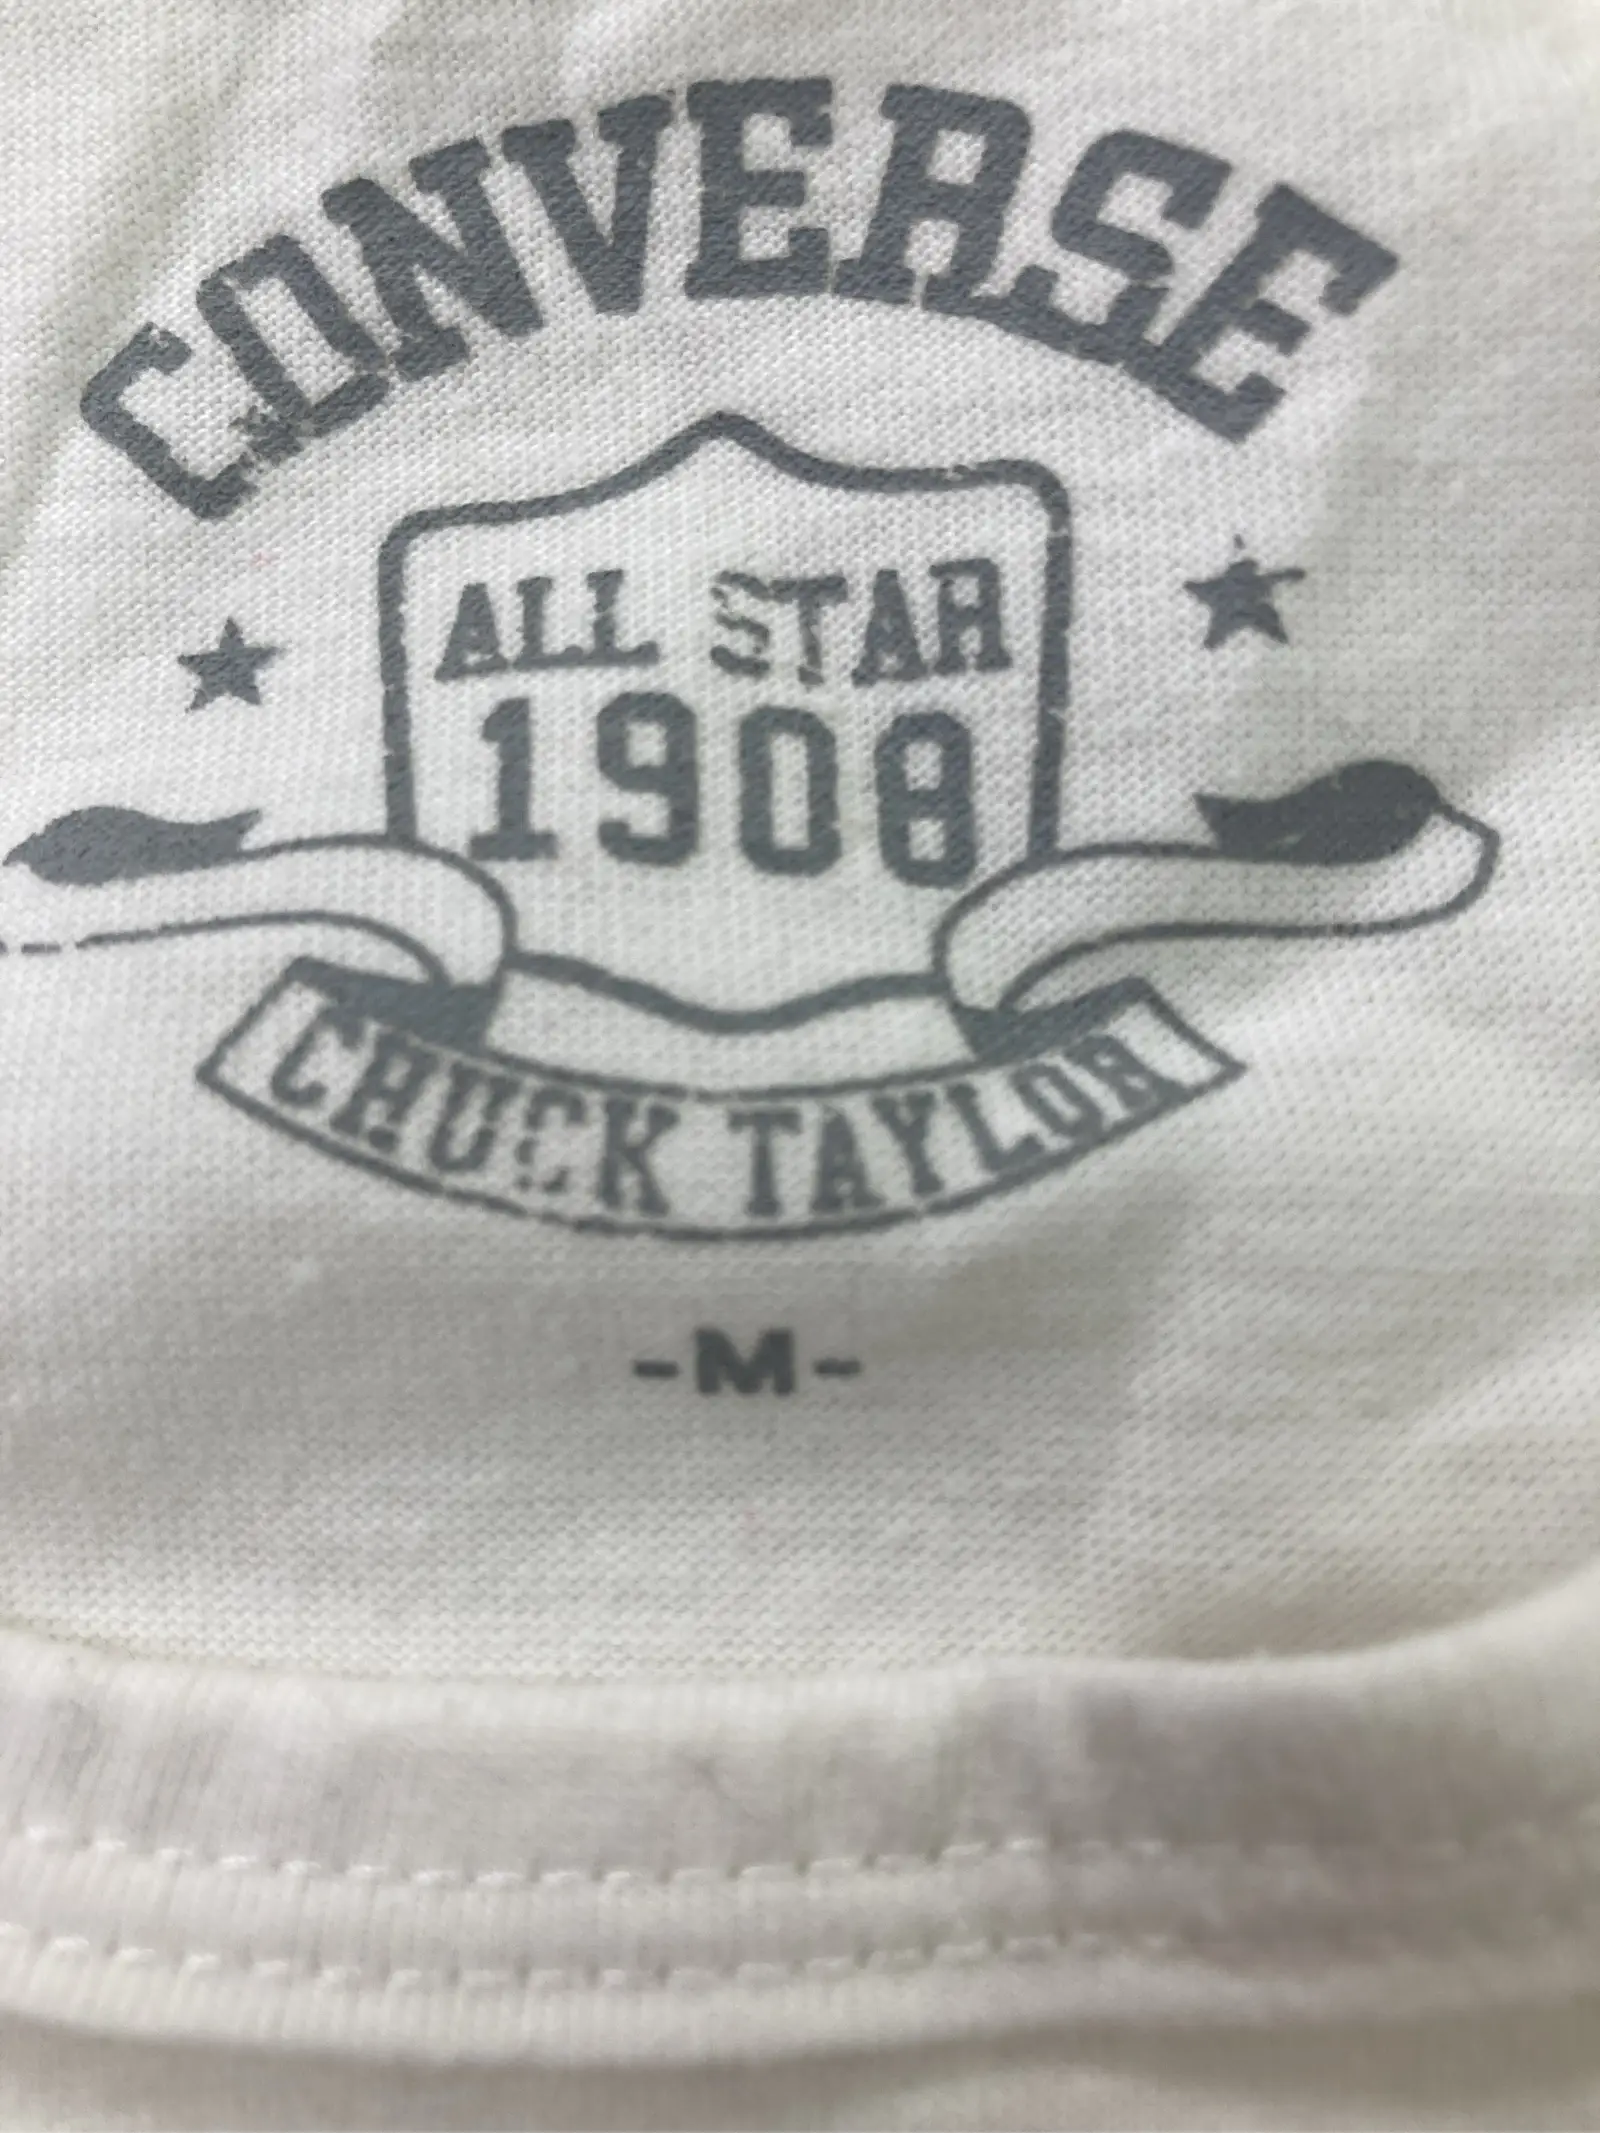 CONVERSE
ALL STAR
1908
CHUCK TAYLOR
-M-